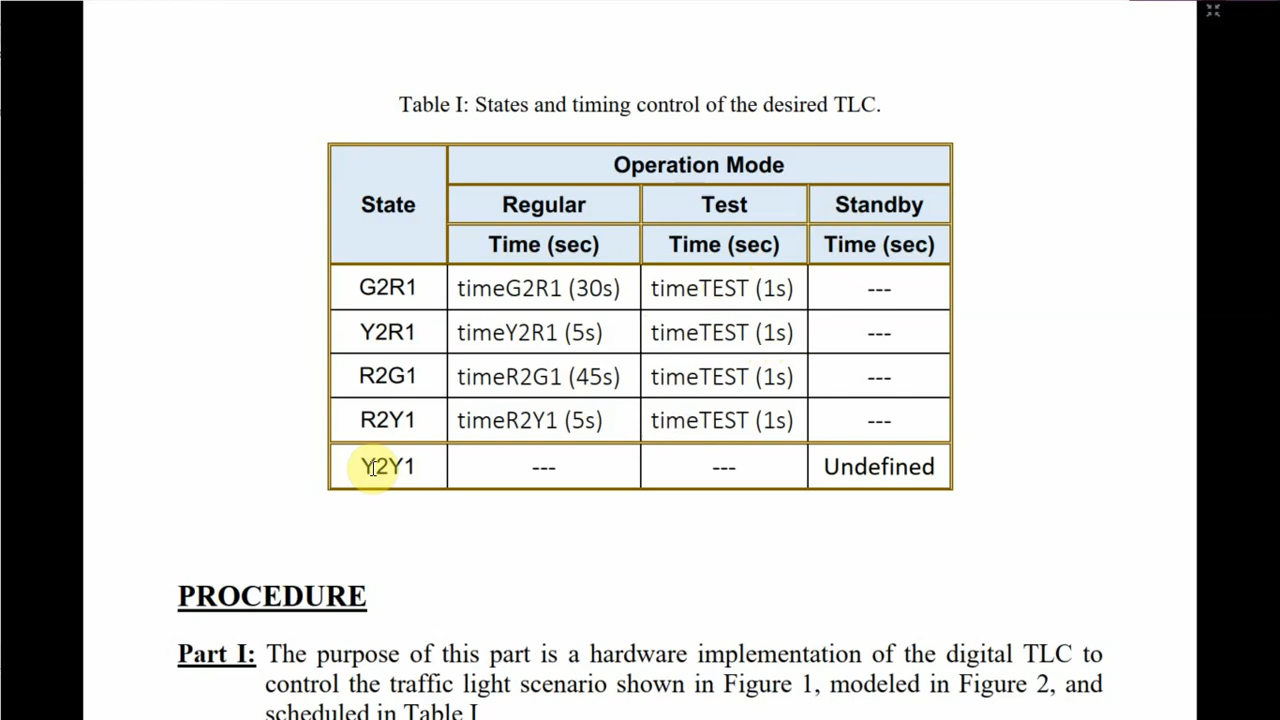 Table I: States and timing control of the desired TLC.
State
Operation Mode
Regular Test Standby
Time (sec) Time (sec) Time (sec)
G2R1 timeG2R1 (30s) timeTEST (1s) ---
Y2R1 timeY2R1 (5s) timeTEST (1s) ---
R2G1 timeR2G1 (45s) timeTEST (1s) ---
R2Y1 timeR2Y1 (5s) timeTEST (1s) ---
Y2Y1 --- --- Undefined
PROCEDURE
Part I: The purpose of this part is a hardware implementation of the digital TLC to
control the traffic light scenario shown in Figure 1, modeled in Figure 2, and
scheduled in Table I